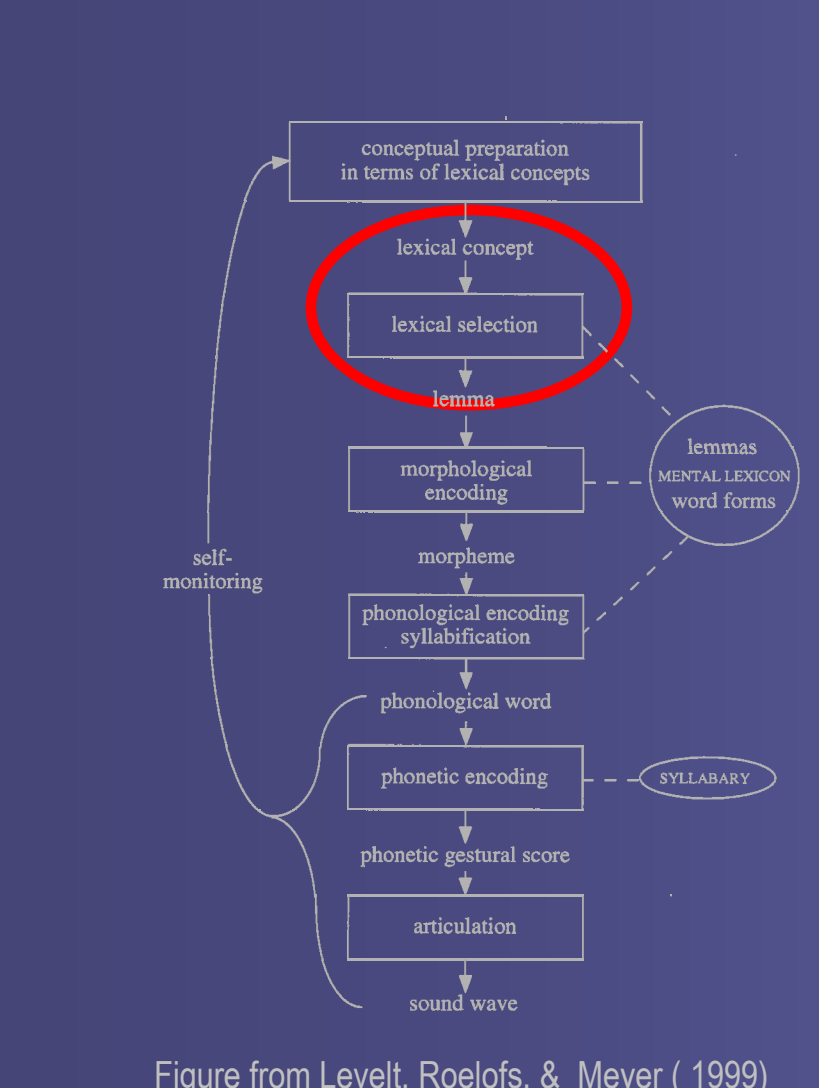 conceptual preparation
in terms of lexical concepts
lexical concept
lexical selection
lemma
lemmas
MENTAL LEXICON
word forms
morphological
encoding
morpheme
self-
monitoring
phonological encoding
syllabification
phonological word
phonetic encoding
SYLLABARY
phonetic gestural score
articulation
sound wave
Figure from Levelt, Roelofs, & Meyer ( 1999)